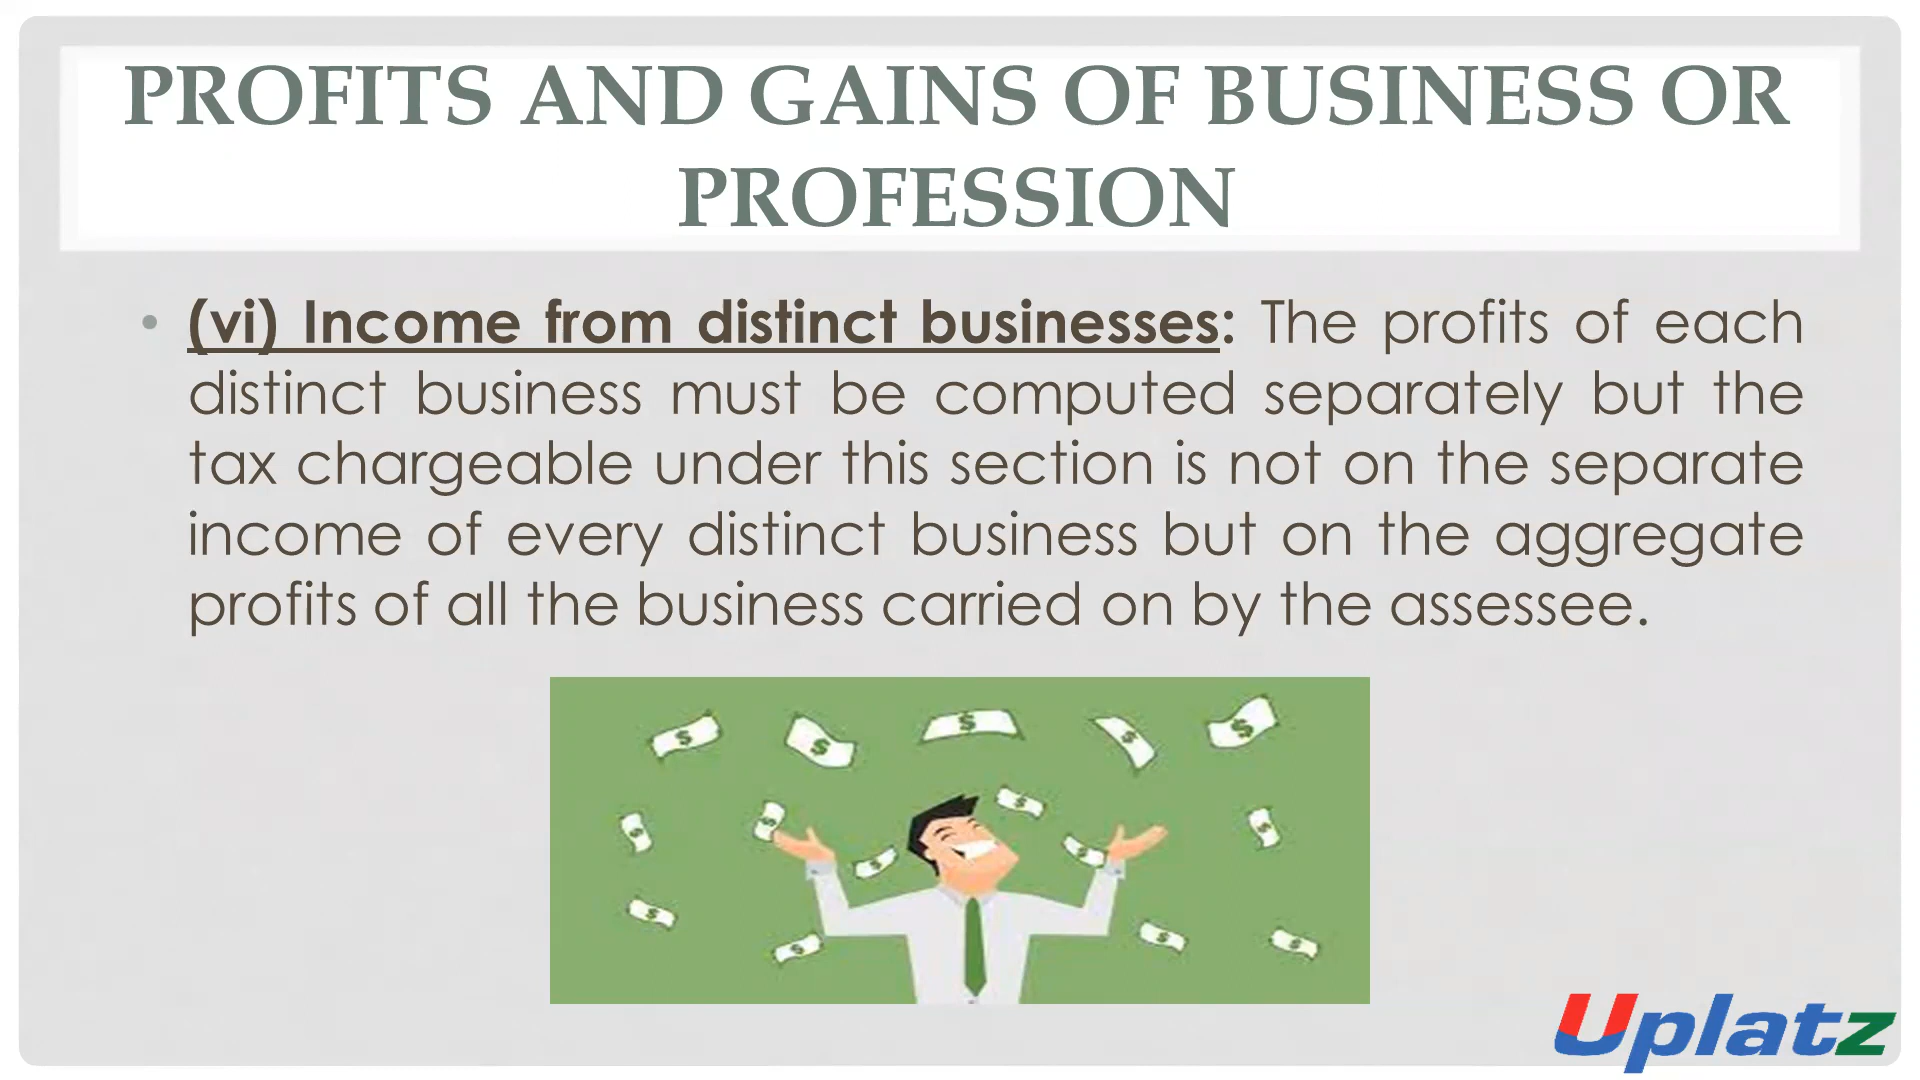 PROFITS AND GAINS OF BUSINESS OR
PROFESSION
• (vi) Income from distinct businesses: The profits of each
distinct business must be computed separately but the
tax chargeable under this section is not on the separate
income of every distinct business but on the aggregate
profits of all the business carried on by the assessee.
$ $ $ $ $
$ $ $ $ $ $
$ $ $ $
Uplatz